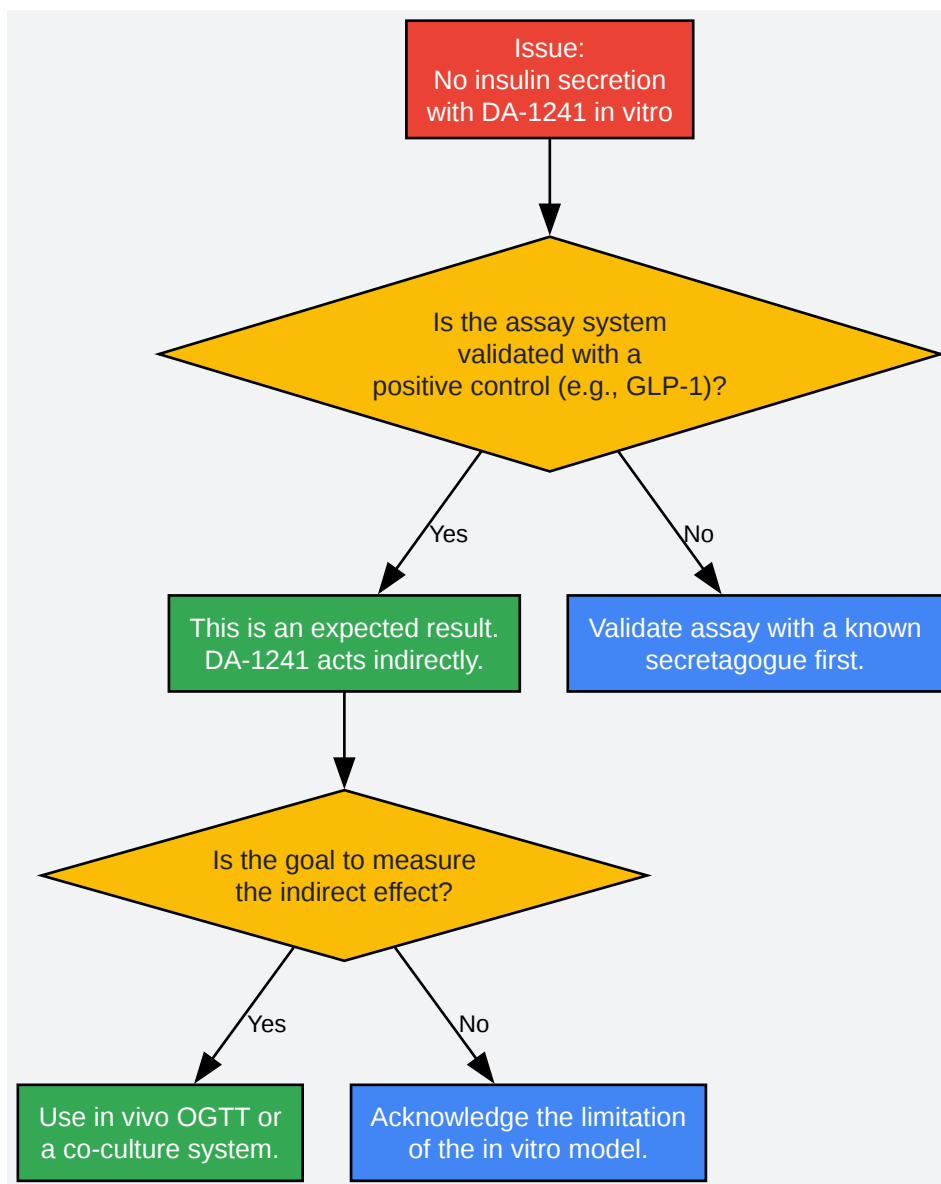 Issue:
No insulin secretion
with DA-1241 in vitro
Is the assay system
validated with a
positive control (e.g., GLP-1)?
Yes
No
This is an expected result.
DA-1241 acts indirectly.
Validate assay with a known
secretagogue first.
Is the goal to measure
the indirect effect?
Yes
No
Use in vivo OGTT or
a co-culture system.
Acknowledge the limitation
of the in vitro model.